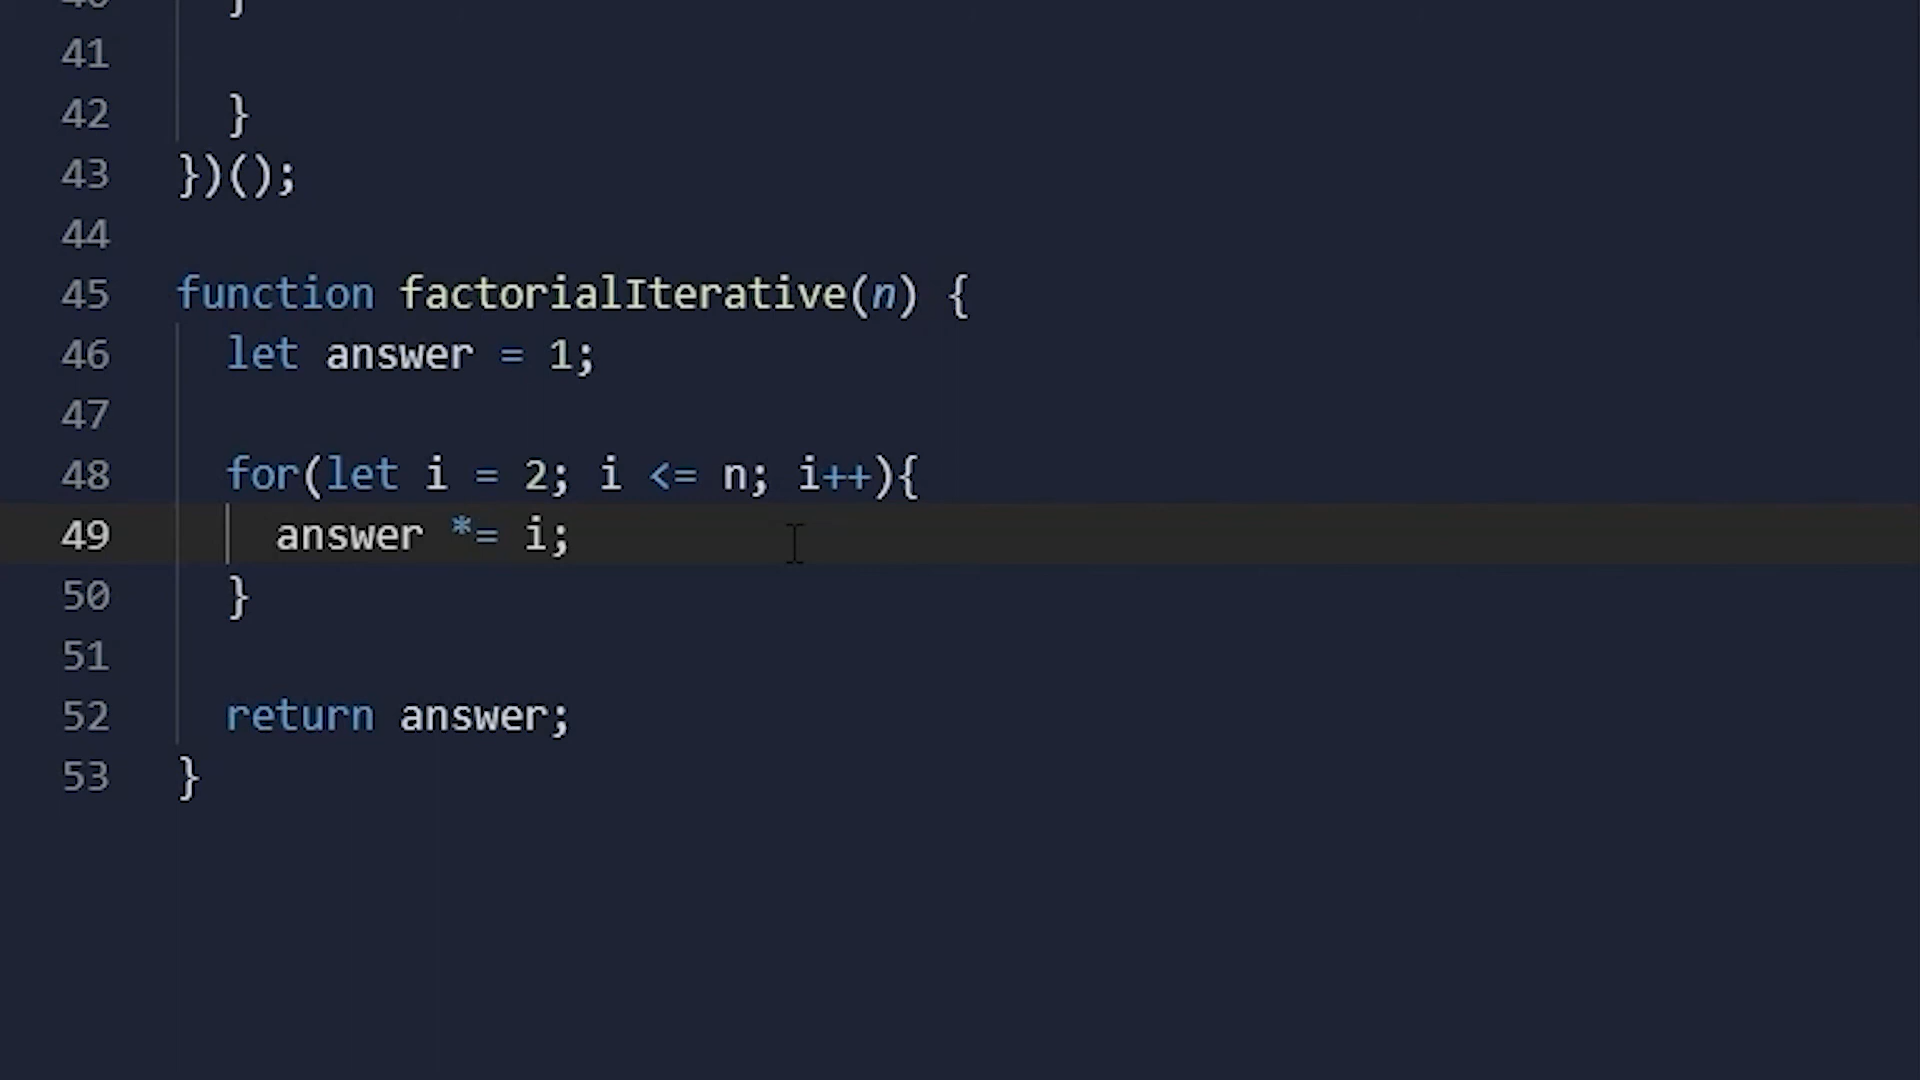 40 }
41
42 }
43 })();
44
45 function factorialIterative(n) {
46 let answer = 1;
47
48 for(let i = 2; i <= n; i++){
49 answer *= i;
50 }
51
52 return answer;
53 }